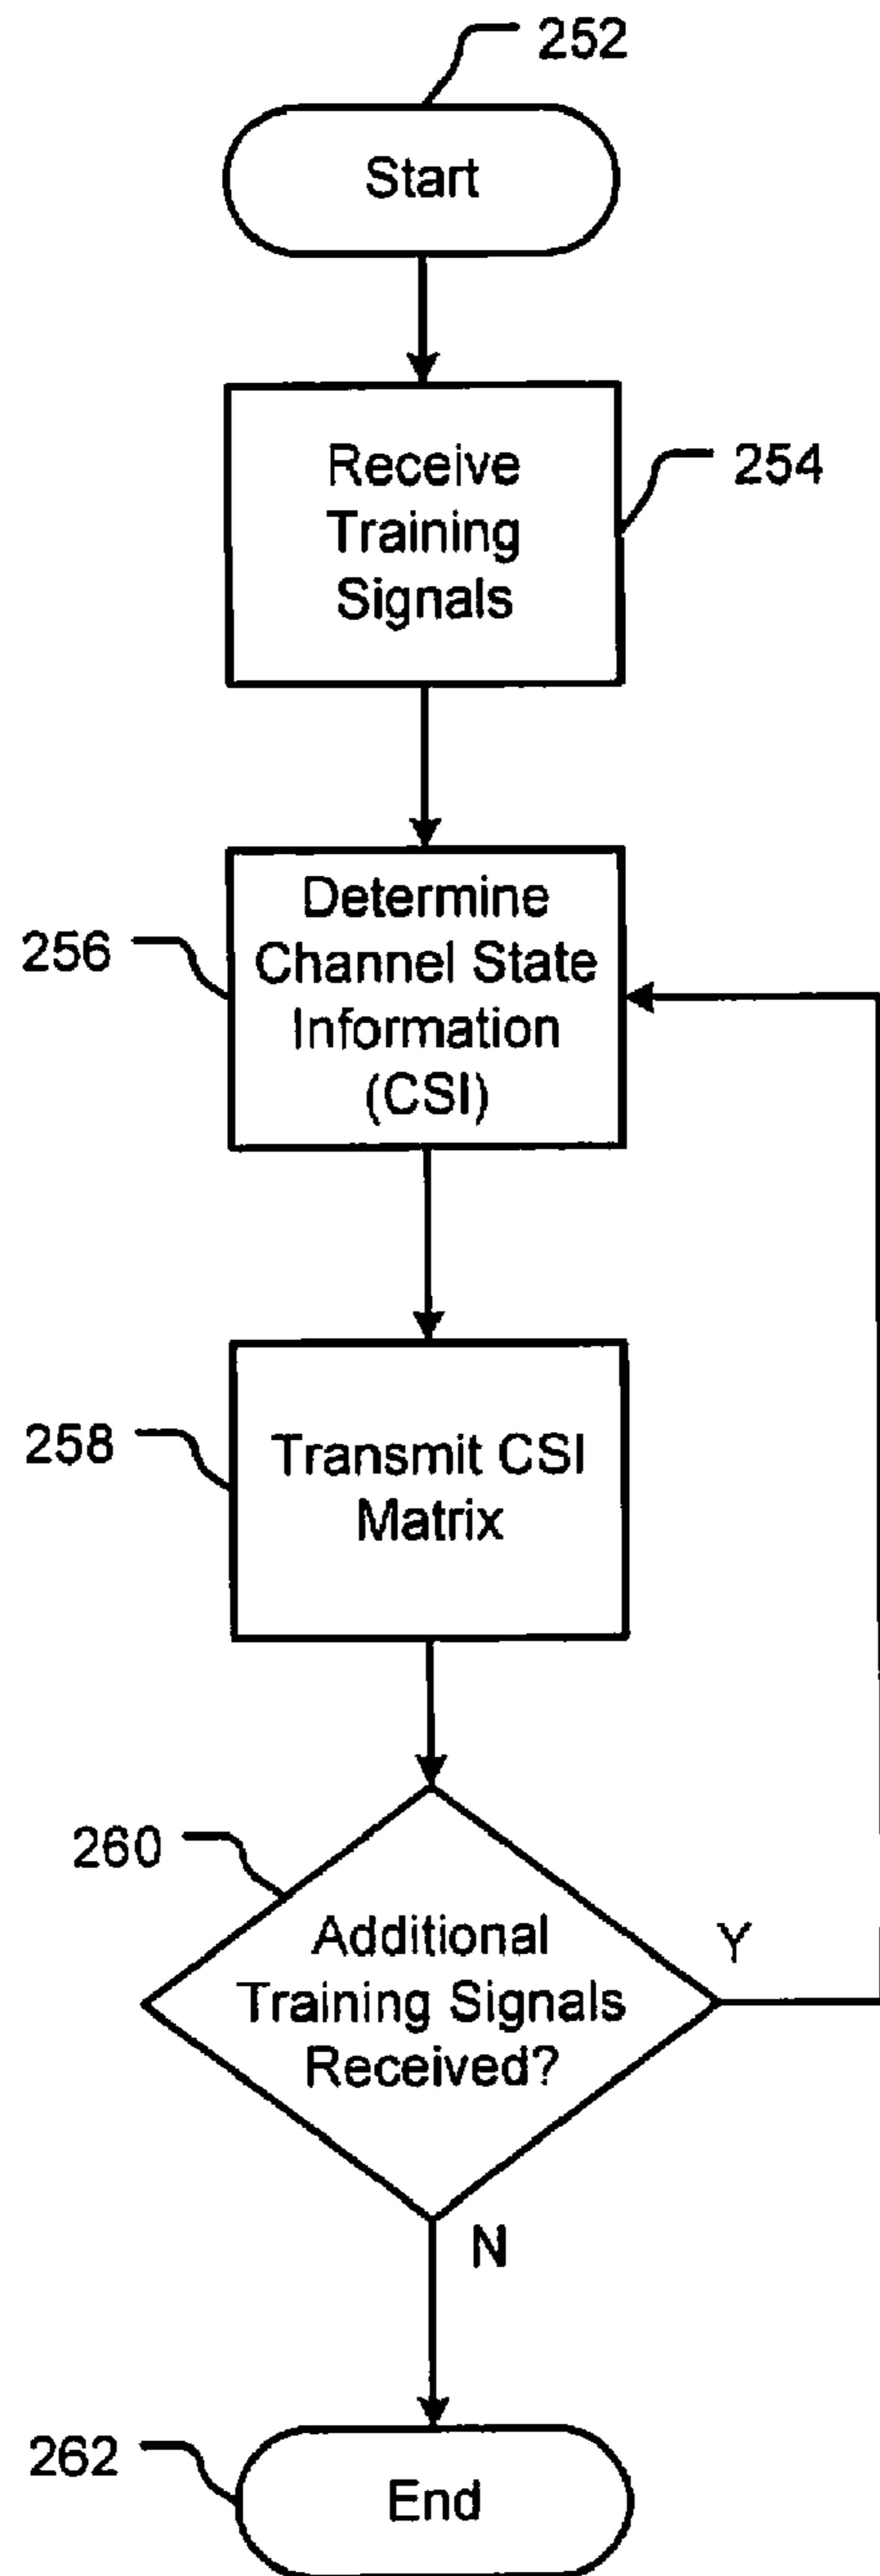 252
Start
Receive
Training
Signals
254
Determine
Channel State
Information
(CSI)
256
Transmit CSI
Matrix
258
260
Additional
Training Signals
Received?
Y
N
262
End